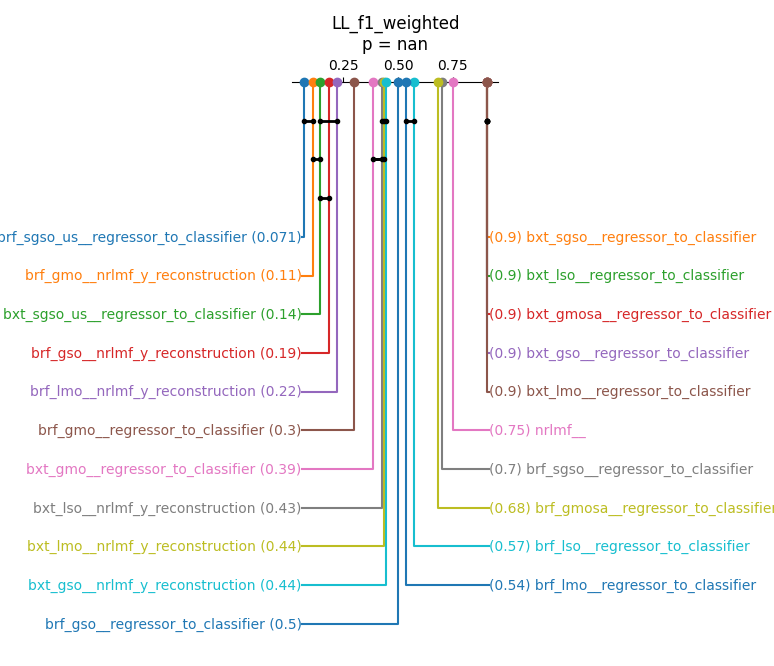 LL_f1_weighted
p = nan
0.25 0.50 0.75
brf_sgso_us__regressor_to_classifier (0.071)
(0.9) bxt_sgso__regressor_to_classifier
brf_gmo__nrlmf_y_reconstruction (0.11)
(0.9) bxt_lso__regressor_to_classifier
bxt_sgso_us__regressor_to_classifier (0.14)
(0.9) bxt_gmosa__regressor_to_classifier
brf_gso__nrlmf_y_reconstruction (0.19)
(0.9) bxt_gso__regressor_to_classifier
brf_lmo__nrlmf_y_reconstruction (0.22)
(0.9) bxt_lmo__regressor_to_classifier
brf_gmo__regressor_to_classifier (0.3)
(0.75) nrlmf__
bxt_gmo__regressor_to_classifier (0.39)
(0.7) brf_sgso__regressor_to_classifier
bxt_lso__nrlmf_y_reconstruction (0.43)
(0.68) brf_gmosa__regressor_to_classifier
bxt_lmo__nrlmf_y_reconstruction (0.44)
(0.57) brf_lso__regressor_to_classifier
bxt_gso__nrlmf_y_reconstruction (0.44)
(0.54) brf_lmo__regressor_to_classifier
brf_gso__regressor_to_classifier (0.5)